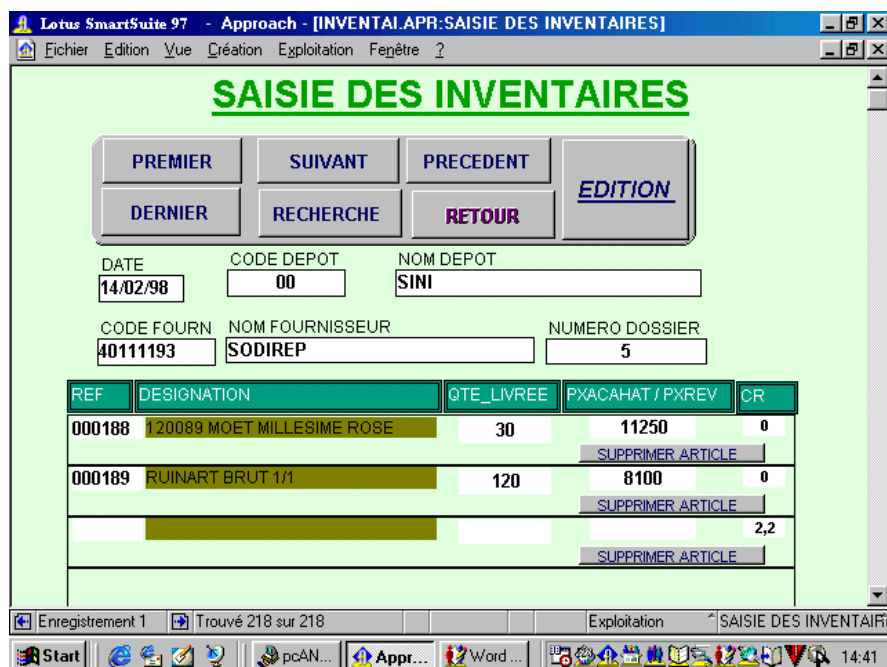 Lotus SmartSuite 97 - Approach - [INVENTAI.APR:SAISIE DES INVENTAIRES]
Fichier Edition Vue Création Exploitation Fenêtre ?
SAISIE DES INVENTAIRES
PREMIER SUIVANT PRECEDENT
EDITION
DERNIER RECHERCHE RETOUR
DATE CODE DEPOT NOM DEPOT
14/02/98 00 SINI
CODE FOURN NOM FOURNISSEUR NUMERO DOSSIER
40111193 SODIREP 5
REF DESIGNATION QTE_LIVREE PXACAHAT / PXREV CR
000188 120089 MOET MILLESIME ROSE 30 11250 0
SUPPRIMER ARTICLE
000189 RUINART BRUT 1/1 120 8100 0
SUPPRIMER ARTICLE
2,2
SUPPRIMER ARTICLE
Enregistrement 1 Trouvé 218 sur 218 Exploitation SAISIE DES INVENTAIR
Start pcAN... Appr... Word ... 14:41